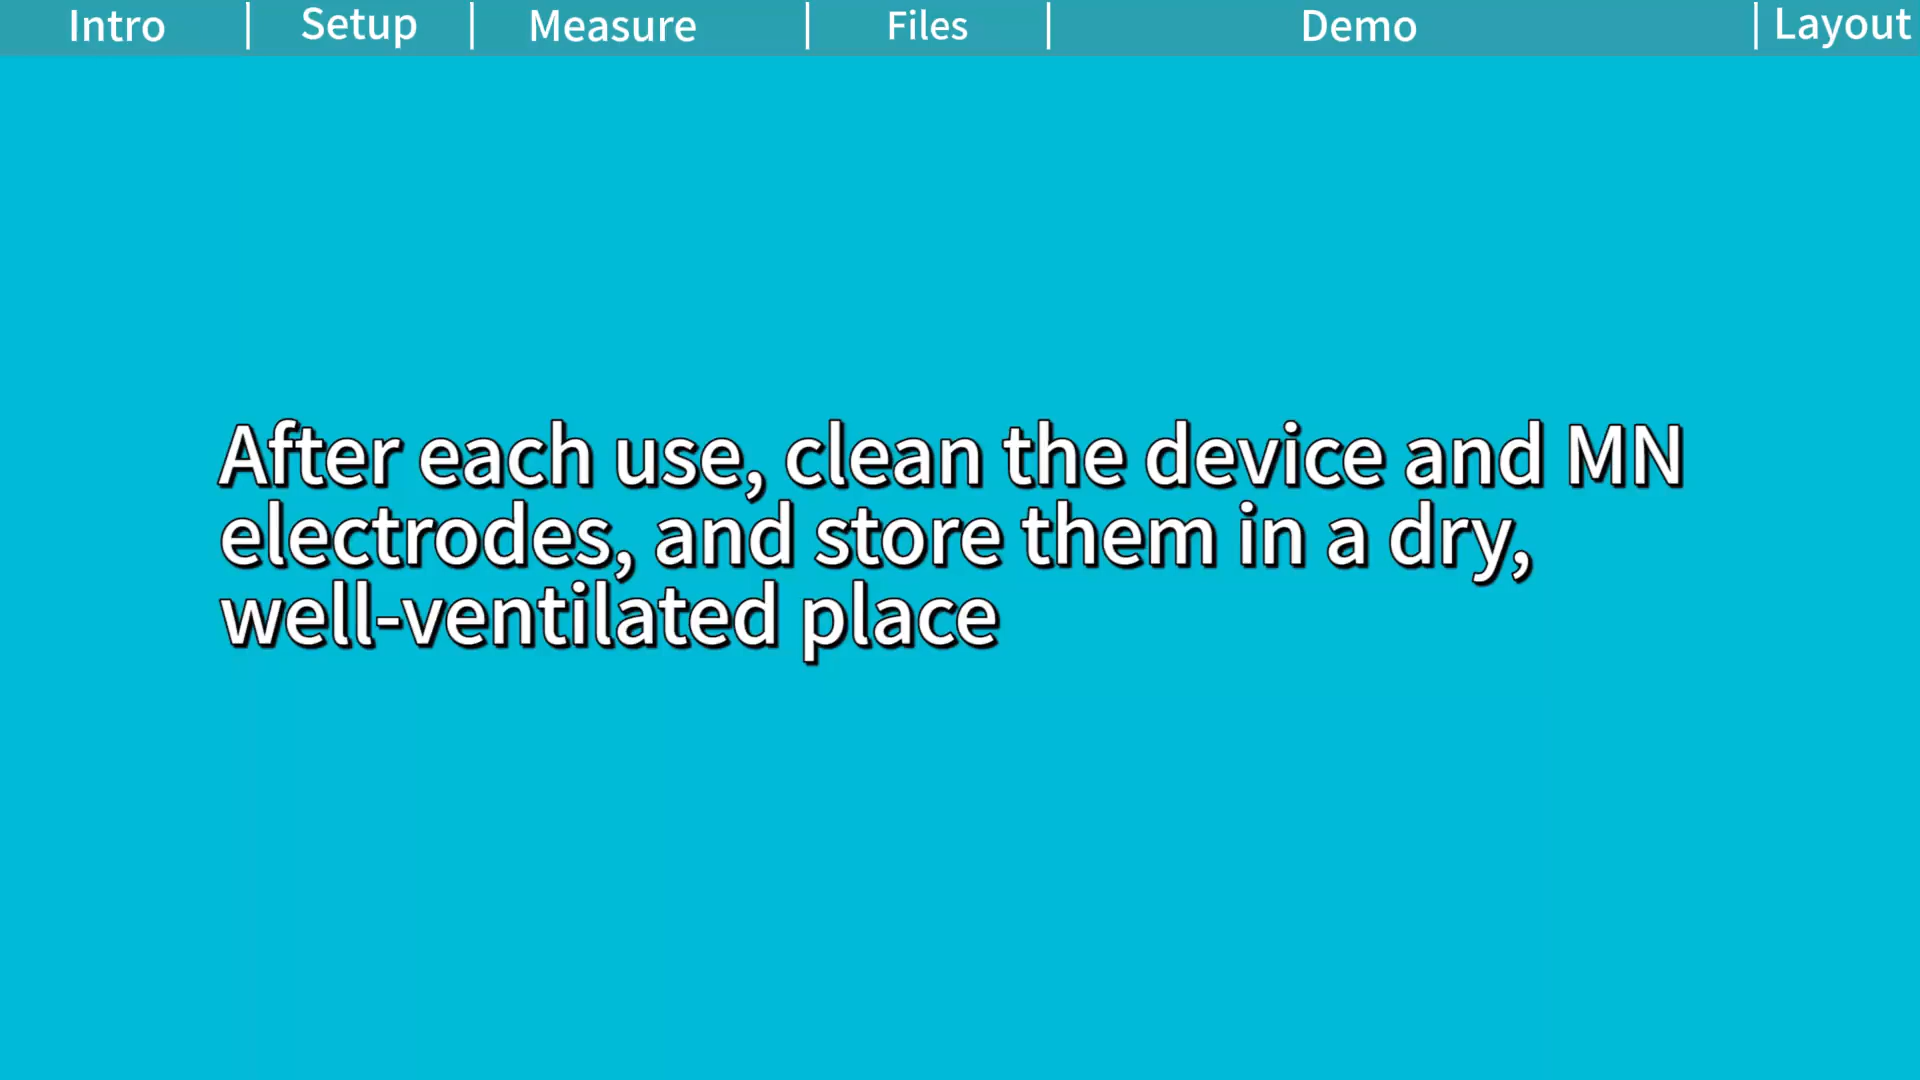 Intro | Setup | Measure | Files | Demo | Layout
After each use, clean the device and MN
electrodes, and store them in a dry,
well-ventilated place